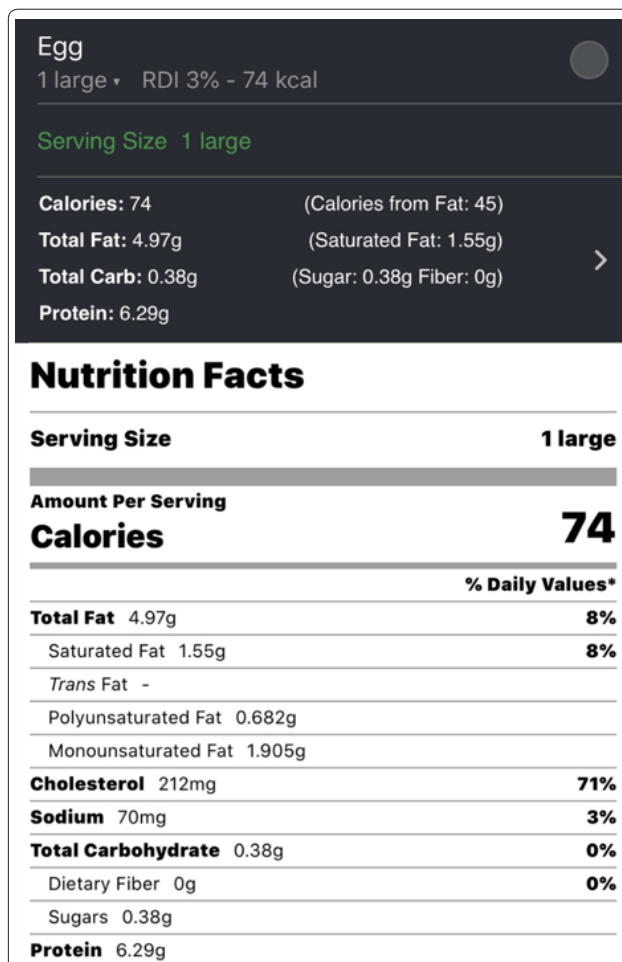 Egg
1 large ▾ RDI 3% - 74 kcal
Serving Size 1 large
Calories: 74 (Calories from Fat: 45)
Total Fat: 4.97g (Saturated Fat: 1.55g)
Total Carb: 0.38g (Sugar: 0.38g Fiber: 0g)
Protein: 6.29g
Nutrition Facts
Serving Size 1 large
Amount Per Serving
Calories 74
% Daily Values*
Total Fat 4.97g 8%
Saturated Fat 1.55g 8%
Trans Fat -
Polyunsaturated Fat 0.682g
Monounsaturated Fat 1.905g
Cholesterol 212mg 71%
Sodium 70mg 3%
Total Carbohydrate 0.38g 0%
Dietary Fiber 0g 0%
Sugars 0.38g
Protein 6.29g